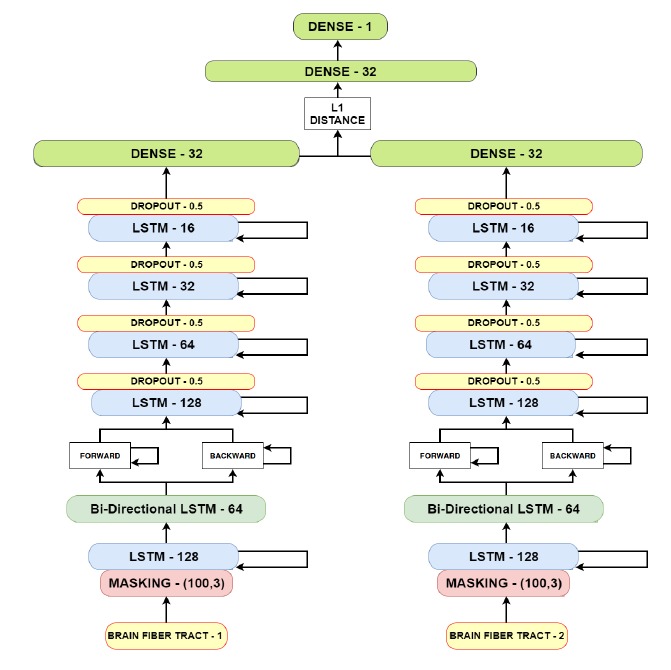 DENSE - 1
DENSE - 32
L1
DISTANCE
DENSE - 32
DENSE - 32
DROPOUT - 0.5
DROPOUT - 0.5
LSTM - 16
LSTM - 16
DROPOUT - 0.5
DROPOUT - 0.5
LSTM - 32
LSTM - 32
DROPOUT - 0.5
DROPOUT - 0.5
LSTM - 64
LSTM - 64
DROPOUT - 0.5
DROPOUT - 0.5
LSTM - 128
LSTM - 128
FORWARD
BACKWARD
FORWARD
BACKWARD
Bi-Directional LSTM - 64
Bi-Directional LSTM - 64
LSTM - 128
LSTM - 128
MASKING - (100,3)
MASKING - (100,3)
BRAIN FIBER TRACT - 1
BRAIN FIBER TRACT - 2